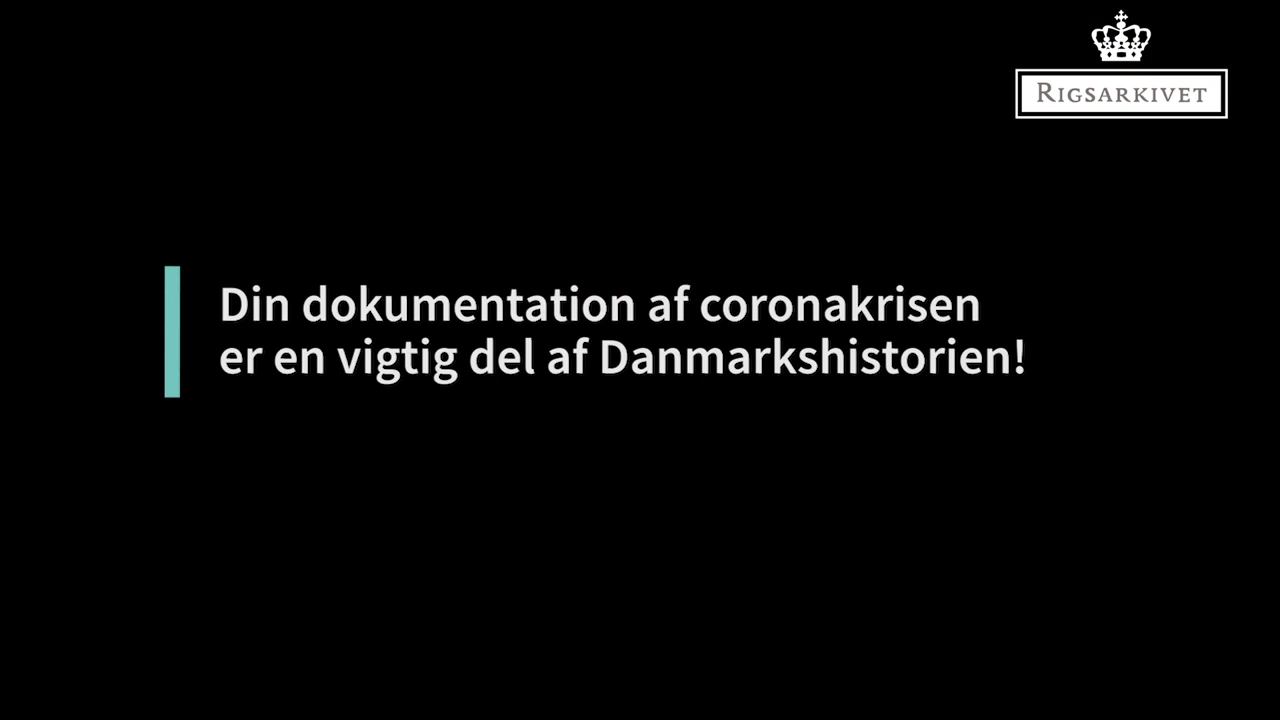 RIGSARKIVET
Din dokumentation af coronakrisen
er en vigtig del af Danmarkshistorien!